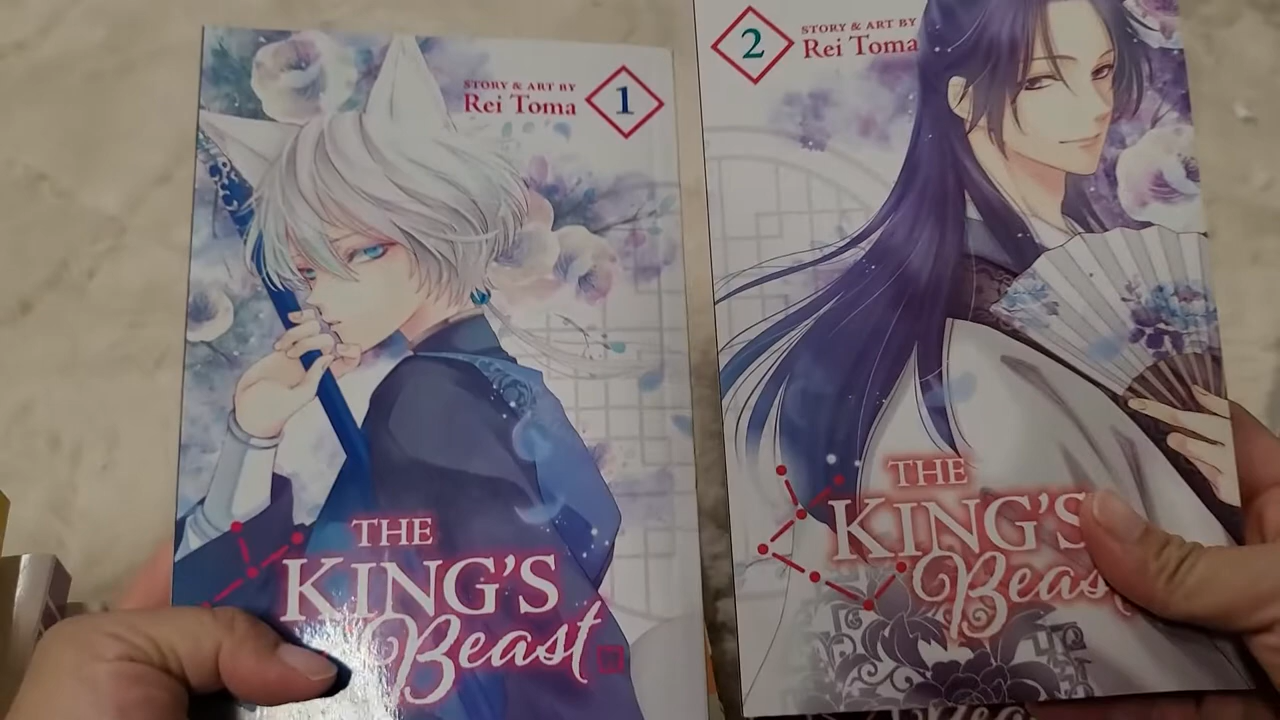 STORY & ART BY
Rei Toma
1
THE
KING'S
Beast
2
STORY & ART BY
Rei Toma
THE
KING'S
Beast